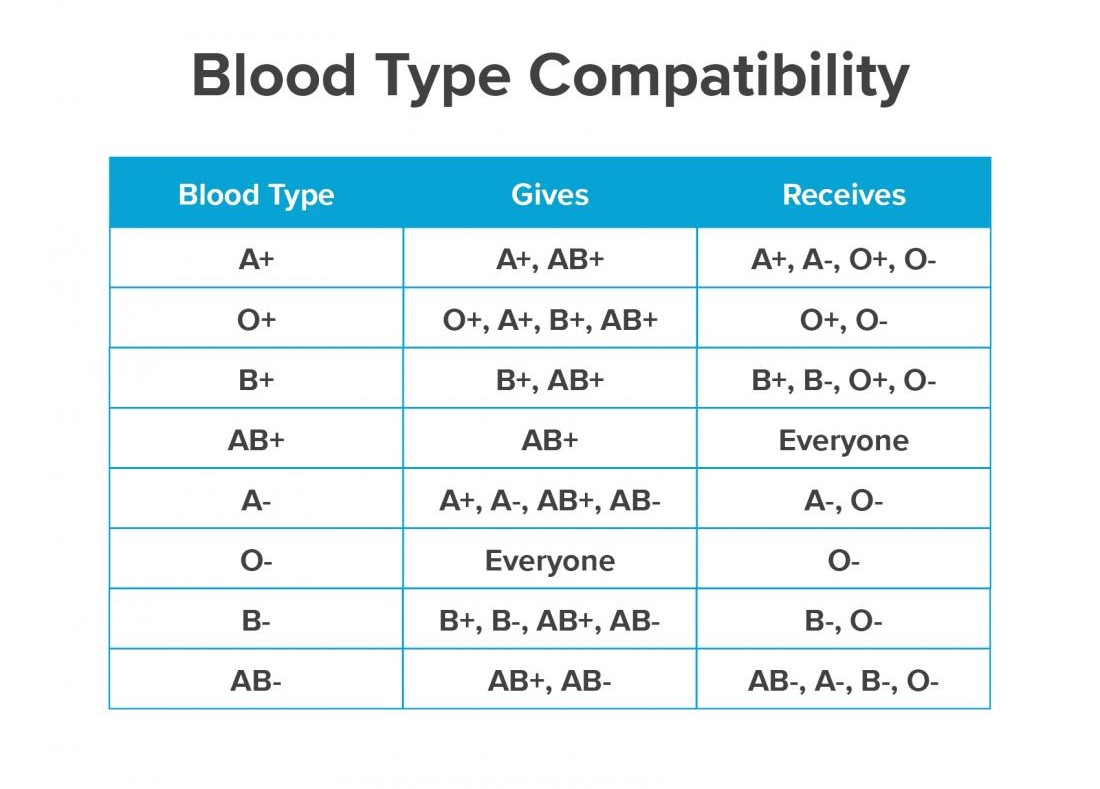 Blood Type Compatibility
Blood Type Gives Receives
A+ A+, AB+ A+, A-, O+, O-
O+ O+, A+, B+, AB+ O+, O-
B+ B+, AB+ B+, B-, O+, O-
AB+ AB+ Everyone
A- A+, A-, AB+, AB- A-, O-
O- Everyone O-
B- B+, B-, AB+, AB- B-, O-
AB- AB+, AB- AB-, A-, B-, O-